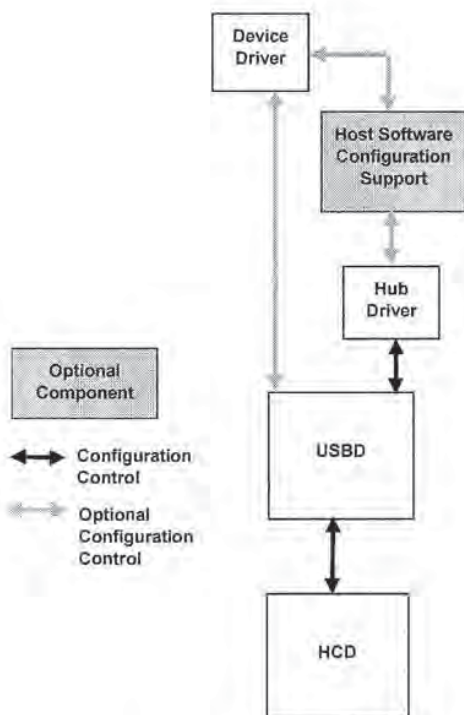 Device
Driver
Host Software
Configuration
Support
Hub
Driver
Optional
Component
USBD
Configuration
Control
Optional
Configuration
Control
HCD